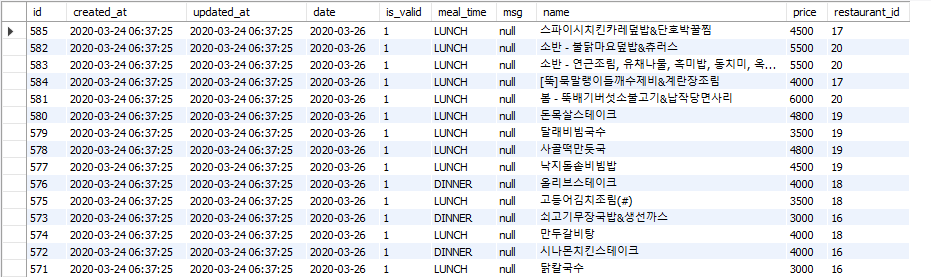 id created_at updated_at date is_valid meal_time msg name price restaurant_id
585 2020-03-24 06:37:25 2020-03-24 06:37:25 2020-03-26 1 LUNCH null 스파이시치킨카레덮밥&단호박꿀찜 4500 17
582 2020-03-24 06:37:25 2020-03-24 06:37:25 2020-03-26 1 LUNCH null 소반 - 불닭마요덮밥&츄러스 5500 20
583 2020-03-24 06:37:25 2020-03-24 06:37:25 2020-03-26 1 LUNCH null 소반 - 연근조림, 유채나물, 흑미밥, 동치미, 옥... 5500 20
584 2020-03-24 06:37:25 2020-03-24 06:37:25 2020-03-26 1 LUNCH null [뚝]묵말랭이들깨수제비&계란장조림 4000 17
581 2020-03-24 06:37:25 2020-03-24 06:37:25 2020-03-26 1 LUNCH null 봄 - 뚝배기버섯소불고기&납작당면사리 6000 20
580 2020-03-24 06:37:25 2020-03-24 06:37:25 2020-03-26 1 LUNCH null 돈목살스테이크 4800 19
579 2020-03-24 06:37:25 2020-03-24 06:37:25 2020-03-26 1 LUNCH null 달래비빔국수 3500 19
578 2020-03-24 06:37:25 2020-03-24 06:37:25 2020-03-26 1 LUNCH null 사골떡만둣국 4800 19
577 2020-03-24 06:37:25 2020-03-24 06:37:25 2020-03-26 1 LUNCH null 낙지돌솥비빔밥 4500 19
576 2020-03-24 06:37:25 2020-03-24 06:37:25 2020-03-26 1 DINNER null 올리브스테이크 4000 18
575 2020-03-24 06:37:25 2020-03-24 06:37:25 2020-03-26 1 LUNCH null 고등어김치조림(#) 3500 18
573 2020-03-24 06:37:25 2020-03-24 06:37:25 2020-03-26 1 DINNER null 쇠고기무장국밥&생선까스 3000 16
574 2020-03-24 06:37:25 2020-03-24 06:37:25 2020-03-26 1 LUNCH null 만두갈비탕 4000 18
572 2020-03-24 06:37:25 2020-03-24 06:37:25 2020-03-26 1 DINNER null 시나몬치킨스테이크 4000 16
571 2020-03-24 06:37:25 2020-03-24 06:37:25 2020-03-26 1 LUNCH null 닭칼국수 3000 16